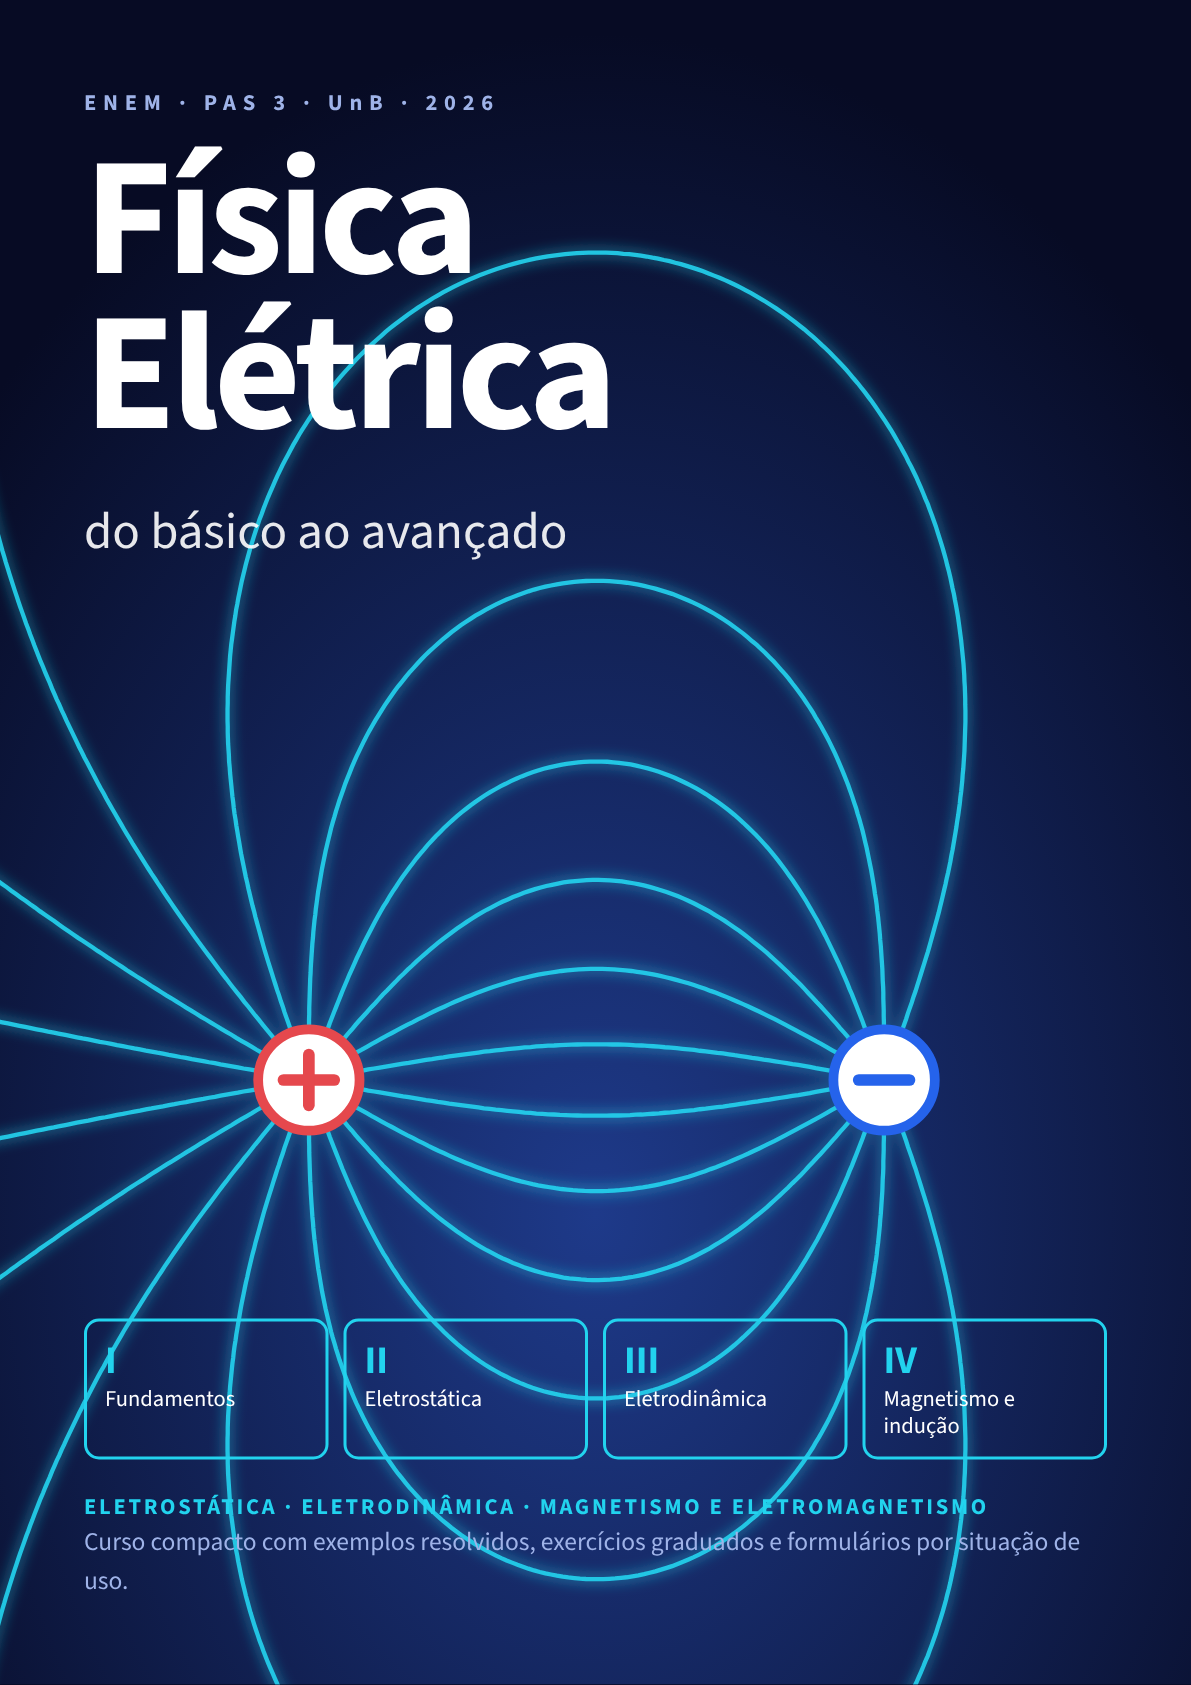 ENEM · PAS 3 · UnB · 2026
Física
Elétrica
do básico ao avançado
I
Fundamentos
II
Eletrostática
III
Eletrodinâmica
IV
Magnetismo e
indução
ELETROSTÁTICA · ELETRODINÂMICA · MAGNETISMO E ELETROMAGNETISMO
Curso compacto com exemplos resolvidos, exercícios graduados e formulários por situação de
uso.